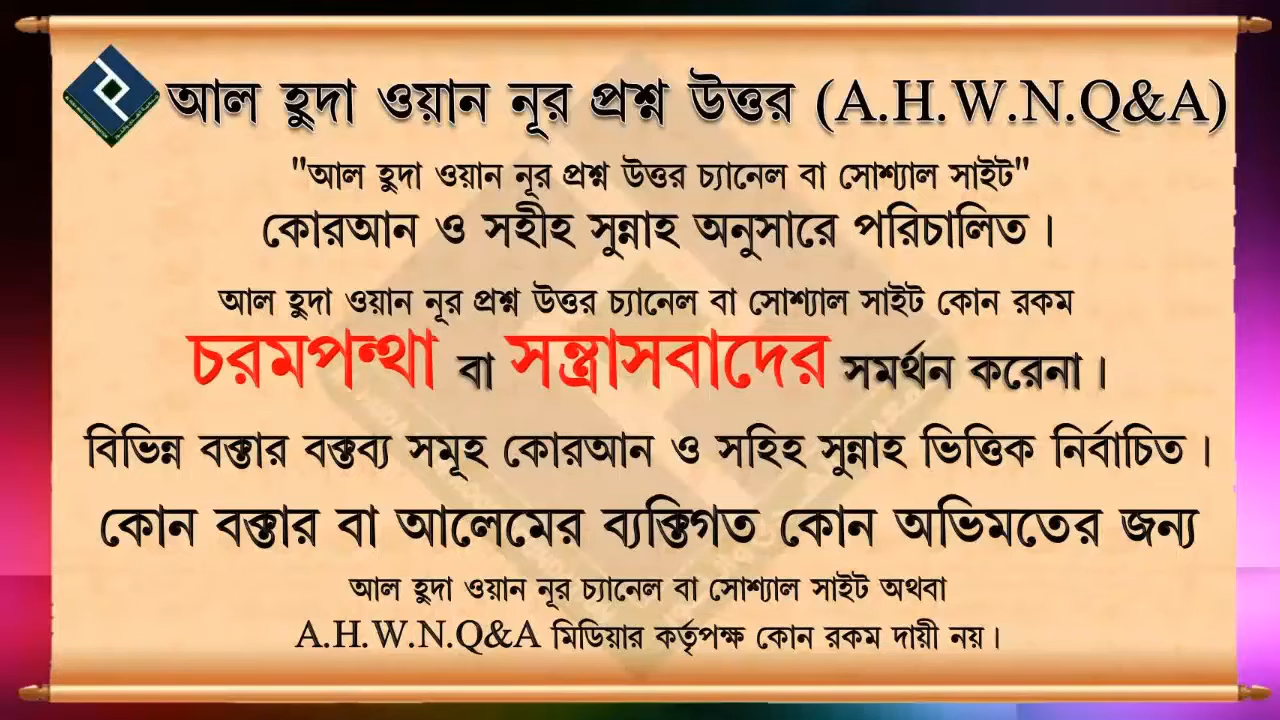 আল হুদা ওয়ান নূর প্রশ্ন উত্তর (A.H.W.N.Q&A)
"আল হুদা ওয়ান নূর প্রশ্ন উত্তর চ্যানেল বা সোশ্যাল সাইট"
কোরআন ও সহীহ সুন্নাহ অনুসারে পরিচালিত।
আল হুদা ওয়ান নূর প্রশ্ন উত্তর চ্যানেল বা সোশ্যাল সাইট কোন রকম
চরমপন্থা বা সন্ত্রাসবাদের সমর্থন করেনা।
বিভিন্ন বক্তার বক্তব্য সমূহ কোরআন ও সহিহ সুন্নাহ ভিত্তিক নির্বাচিত।
কোন বক্তার বা আলেমের ব্যক্তিগত কোন অভিমতের জন্য
আল হুদা ওয়ান নূর চ্যানেল বা সোশ্যাল সাইট অথবা
A.H.W.N.Q&A মিডিয়ার কর্তৃপক্ষ কোন রকম দায়ী নয়।